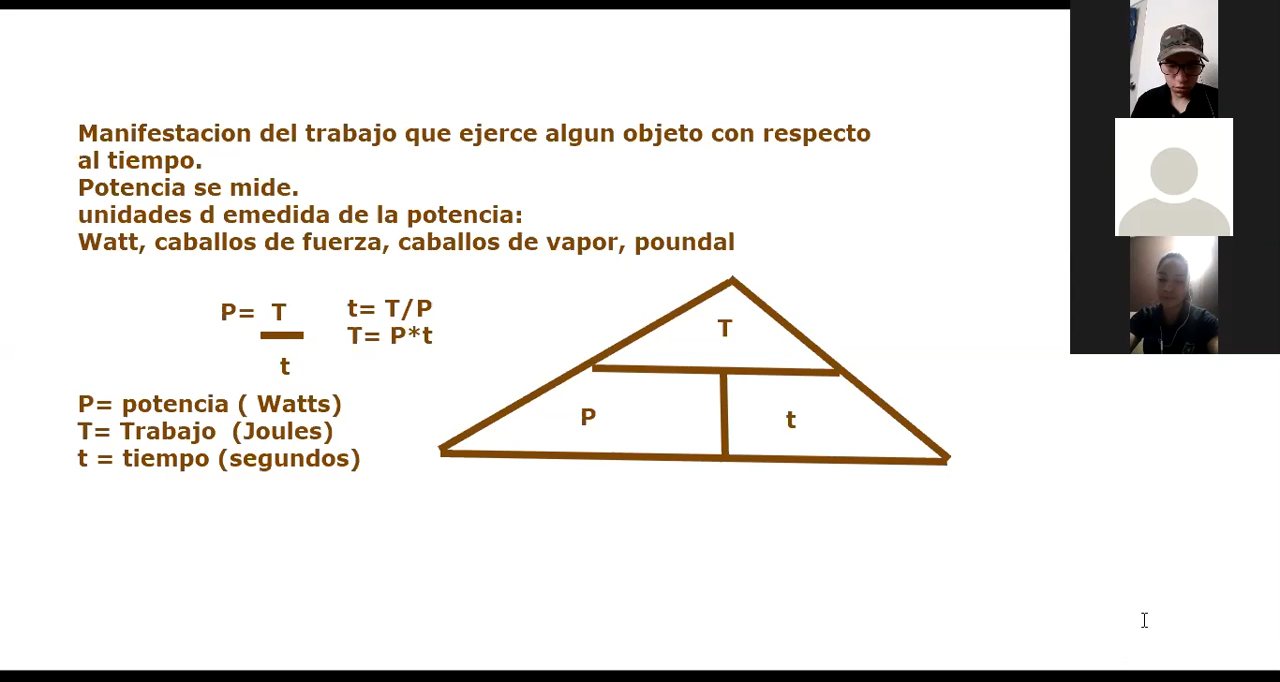 Manifestacion del trabajo que ejerce algun objeto con respecto
al tiempo.
Potencia se mide.
unidades d emedida de la potencia:
Watt, caballos de fuerza, caballos de vapor, poundal
P= T
t
t= T/P
T= P*t
P= potencia ( Watts)
T= Trabajo (Joules)
t = tiempo (segundos)
T
P
t